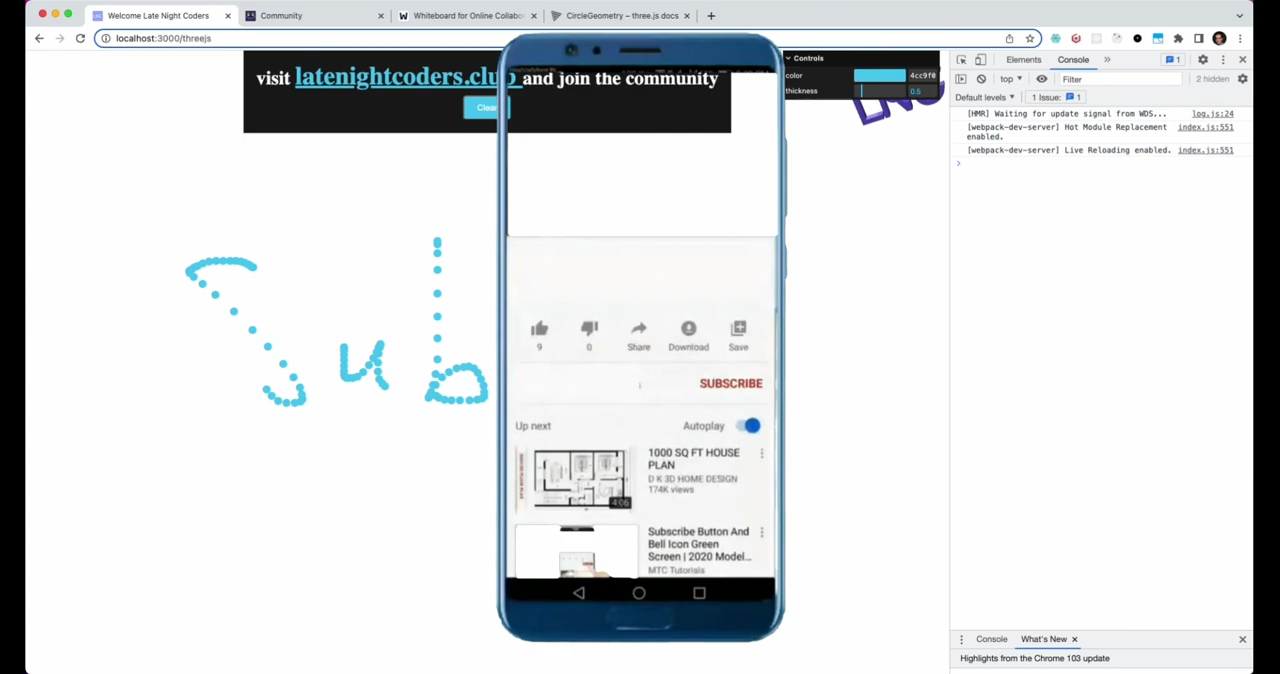 Welcome Late Night Coders
Community
Whiteboard for Online Collabo
CircleGeometry – three.js docs
localhost:3000/threejs
visit latenightcoders.club and join the community
Clear
Sub
Controls
color 4cc9f0
thickness 0.5
Elements Console 1
top Filter 2 hidden
Default levels 1 Issue: 1
[HMR] Waiting for update signal from WDS... log.js:24
[webpack-dev-server] Hot Module Replacement enabled. index.js:551
[webpack-dev-server] Live Reloading enabled. index.js:551
9 0 Share Download Save
SUBSCRIBE
Up next Autoplay
1000 SQ FT HOUSE
PLAN
D K 3D HOME DESIGN
174K views
4:06
Subscribe Button And
Bell Icon Green
Screen | 2020 Model...
MTC Tutorials
Console What's New
Highlights from the Chrome 103 update